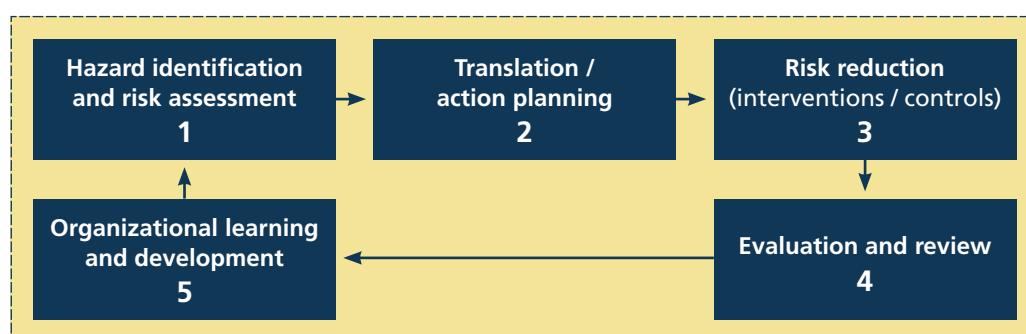 Hazard identification
and risk assessment
1
Translation /
action planning
2
Risk reduction
(interventions / controls)
3
Evaluation and review
4
Organizational learning
and development
5